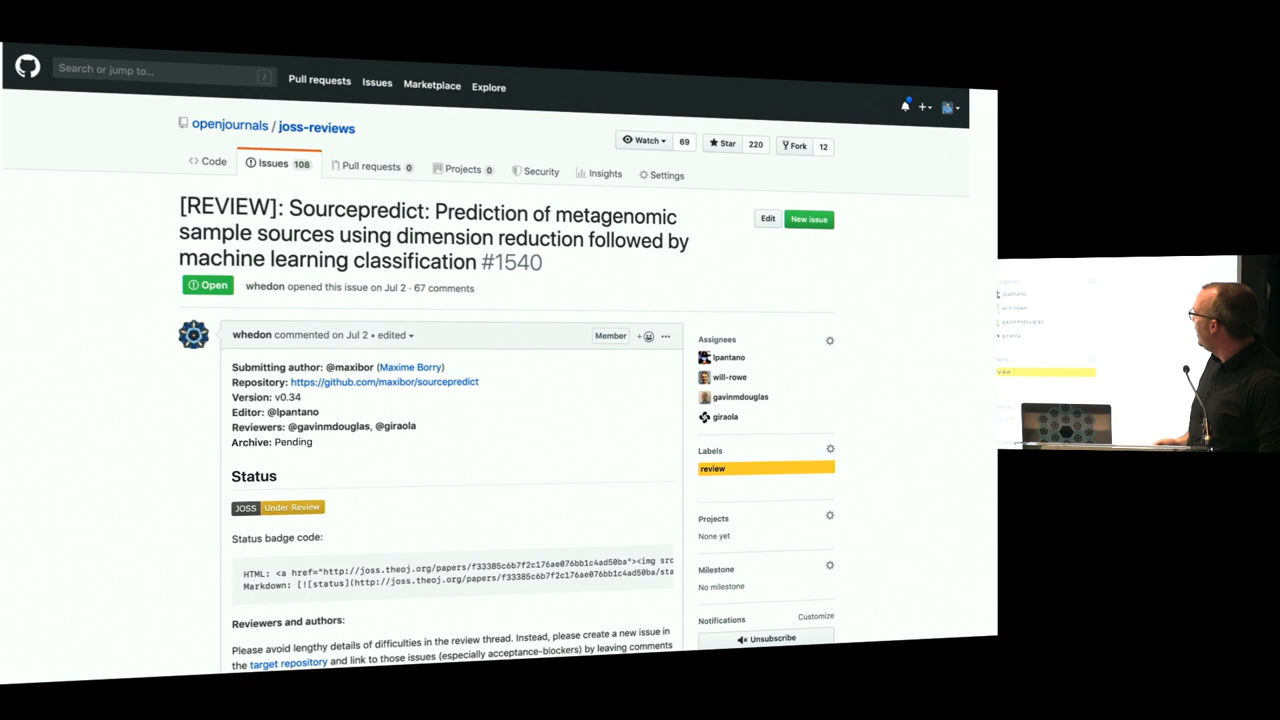 Search or jump to...
/
Pull requests
Issues
Marketplace
Explore
openjournals / joss-reviews
Watch
69
Star
220
Fork
12
Code
Issues 108
Pull requests 0
Projects 0
Security
Insights
Settings
[REVIEW]: Sourcepredict: Prediction of metagenomic
sample sources using dimension reduction followed by
machine learning classification #1540
Edit
New issue
Open
whedon opened this issue on Jul 2 · 67 comments
whedon commented on Jul 2 • edited
Member
Submitting author: @maxibor (Maxime Borry)
Repository: https://github.com/maxibor/sourcepredict
Version: v0.34
Editor: @lpantano
Reviewers: @gavinmdouglas, @giraola
Archive: Pending
Status
JOSS Under Review
Status badge code:
HTML: <a href="http://joss.theoj.org/papers/f33385c6b7f2c176ae076bb1c4ad50ba"><img src
Markdown: [![status](http://joss.theoj.org/papers/f33385c6b7f2c176ae076bb1c4ad50ba/sta
Reviewers and authors:
Please avoid lengthy details of difficulties in the review thread. Instead, please create a new issue in
the target repository and link to those issues (especially acceptance-blockers) by leaving comments
Assignees
lpantano
will-rowe
gavinmdouglas
giraola
Labels
review
Projects
None yet
Milestone
No milestone
Notifications
Customize
Unsubscribe
lpantano
will-rowe
gavinmdouglas
giraola